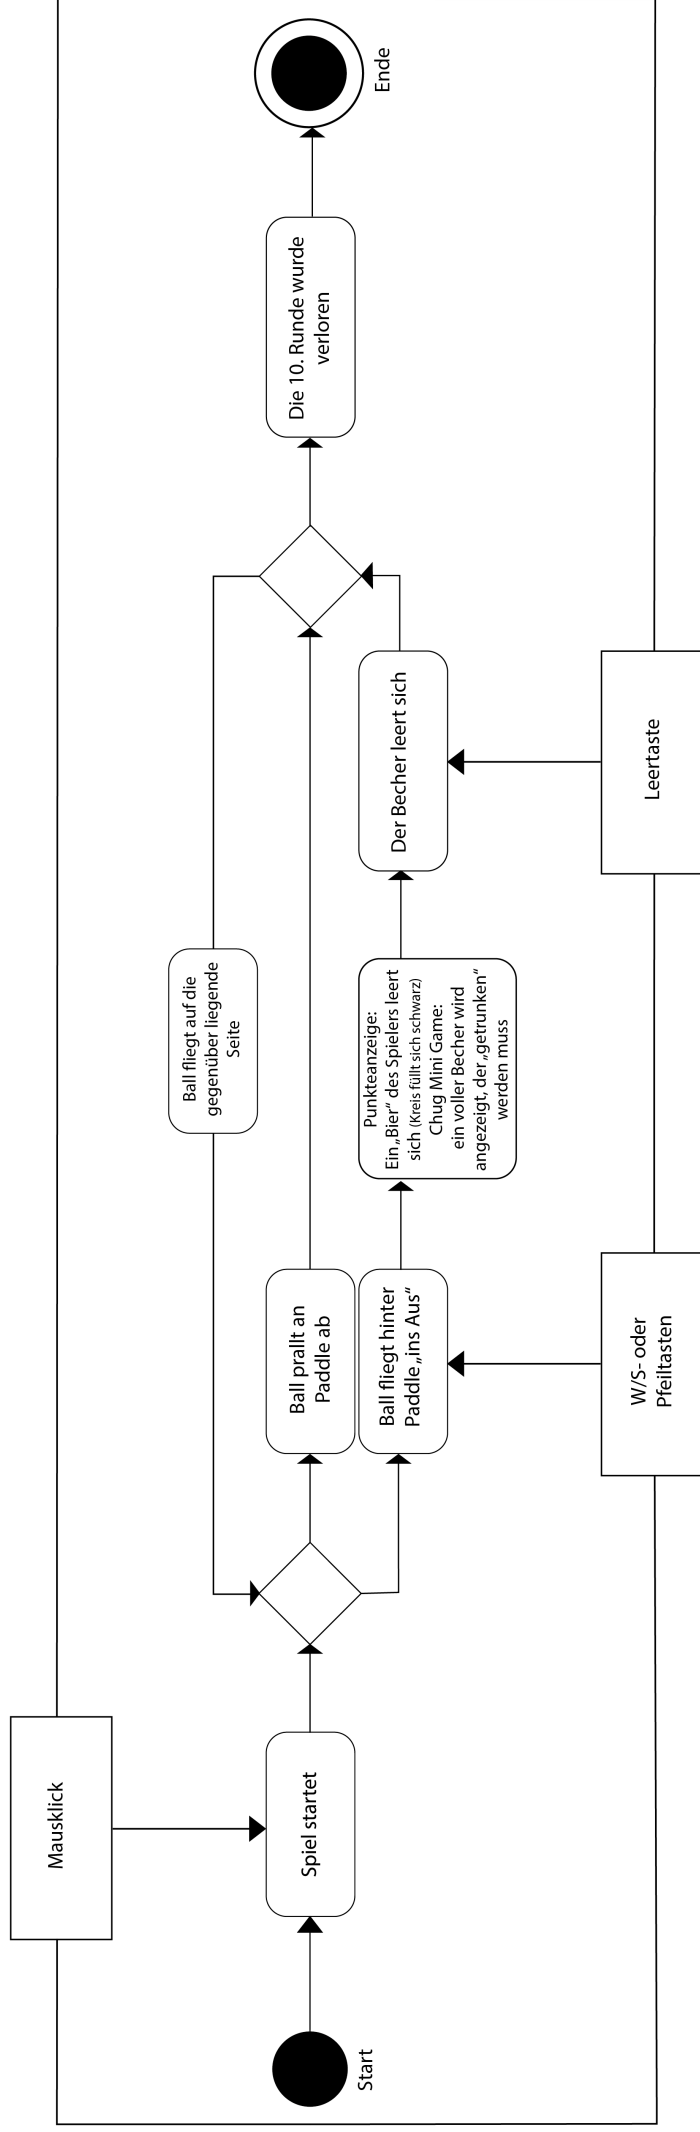 Mausklick
Start
Spiel startet
Ball fliegt auf die
gegenüber liegende
Seite
Ball prallt an
Paddle ab
Ball fliegt hinter
Paddle „ins Aus“
W/S- oder
Pfeiltasten
Punkteanzeige:
Ein „Bier“ des Spielers leert
sich (Kreis füllt sich schwarz)
Chug Mini Game:
ein voller Becher wird
angezeigt, der „getrunken“
werden muss
Der Becher leert sich
Leertaste
Die 10. Runde wurde
verloren
Ende